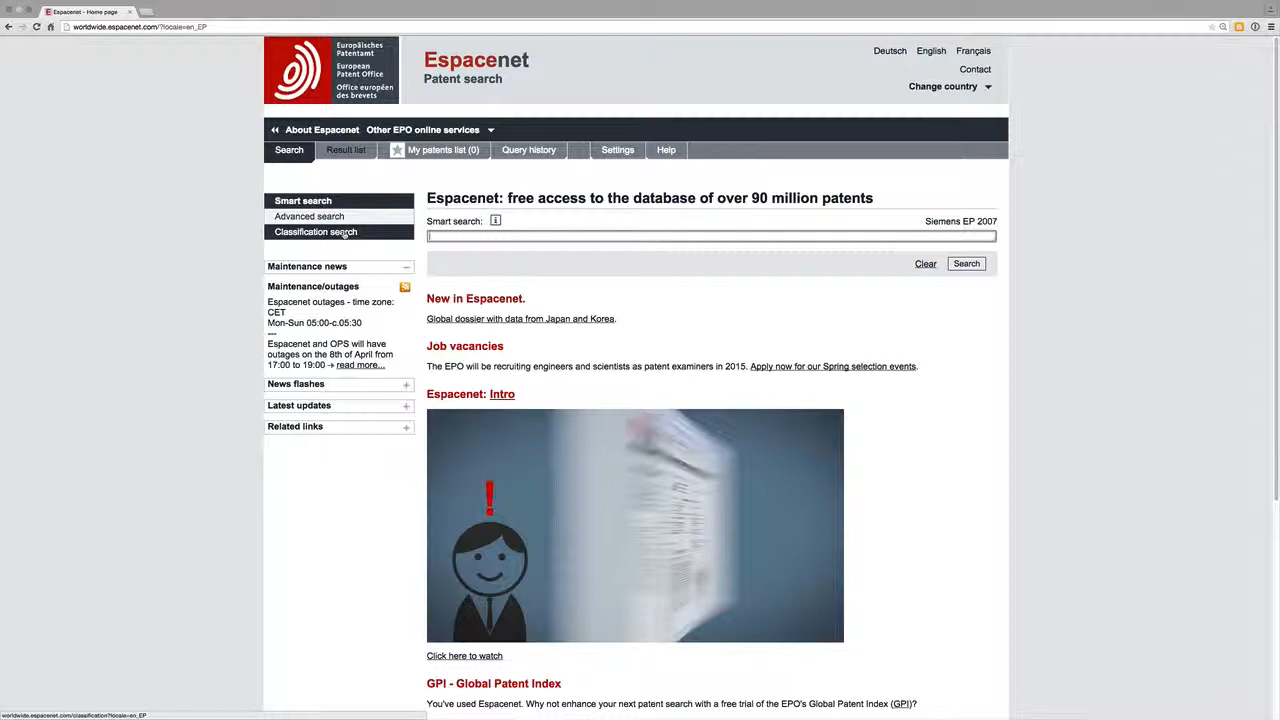 Espacenet - Home page
worldwide.espacenet.com/?locale=en_EP
Europäisches
Patentamt
European
Patent Office
Office européen
des brevets
Espacenet
Patent search
Deutsch English Français
Contact
Change country
About Espacenet Other EPO online services
Search Result list My patents list (0) Query history Settings Help
Smart search
Advanced search
Classification search
Maintenance news
Maintenance/outages
Espacenet outages - time zone:
CET
Mon-Sun 05:00-c.05:30
---
Espacenet and OPS will have
outages on the 8th of April from
17:00 to 19:00 → read more...
News flashes
Latest updates
Related links
Espacenet: free access to the database of over 90 million patents
Smart search: i Siemens EP 2007
Clear Search
New in Espacenet.
Global dossier with data from Japan and Korea.
Job vacancies
The EPO will be recruiting engineers and scientists as patent examiners in 2015. Apply now for our Spring selection events.
Espacenet: Intro
!
Click here to watch
GPI - Global Patent Index
You've used Espacenet. Why not enhance your next patent search with a free trial of the EPO's Global Patent Index (GPI)?
worldwide.espacenet.com/classification?locale=en_EP